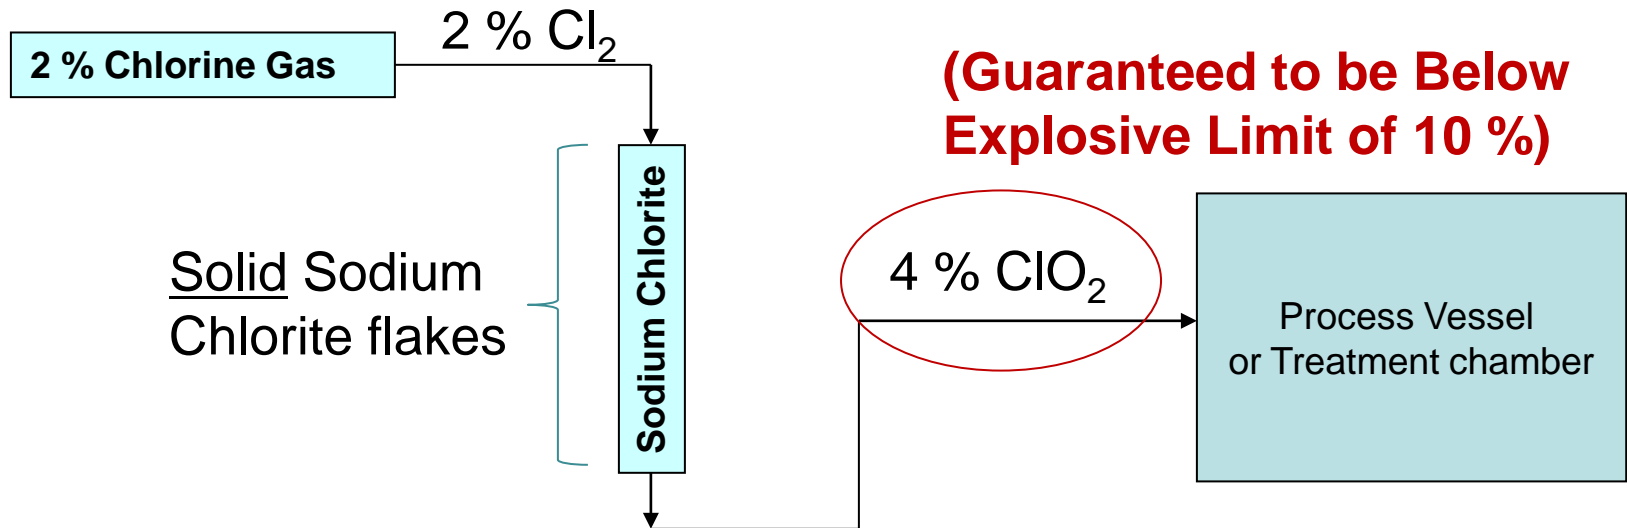 2 % Chlorine Gas
2 % Cl₂
(Guaranteed to be Below
Explosive Limit of 10 %)
Solid Sodium
Chlorite flakes
Sodium Chlorite
4 % ClO₂
Process Vessel
or Treatment chamber